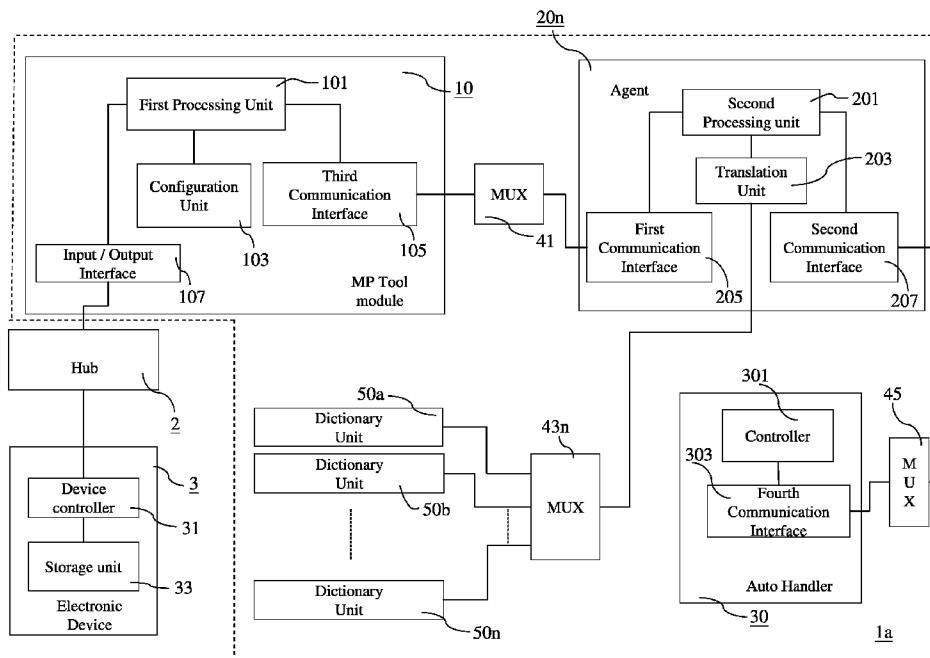 20n
101
10
First Processing Unit
Configuration
Unit
103
Third
Communication
Interface
105
Input / Output
Interface
107
MP Tool
module
MUX
41
Agent
Second
Processing unit
201
203
Translation
Unit
First
Communication
Interface
205
Second
Communication
Interface
207
Hub
2
3
Device
controller
31
Storage unit
33
Electronic
Device
50a
Dictionary
Unit
Dictionary
Unit
50b
Dictionary
Unit
50n
43n
MUX
301
Controller
303
Fourth
Communication
Interface
Auto Handler
30
45
M
U
X
1a